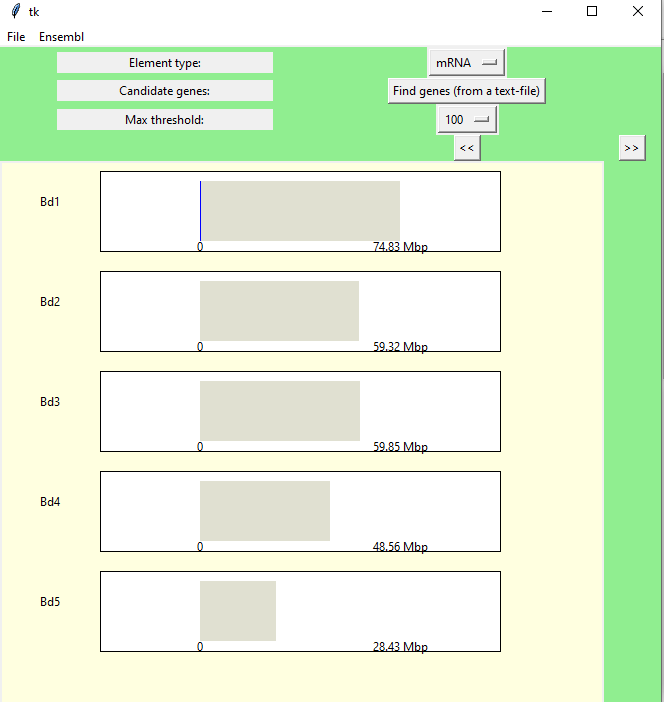 tk
File Ensembl
Element type: mRNA
Candidate genes: Find genes (from a text-file)
Max threshold: 100
<< >>
Bd1
0 74.83 Mbp
Bd2
0 59.32 Mbp
Bd3
0 59.85 Mbp
Bd4
0 48.56 Mbp
Bd5
0 28.43 Mbp